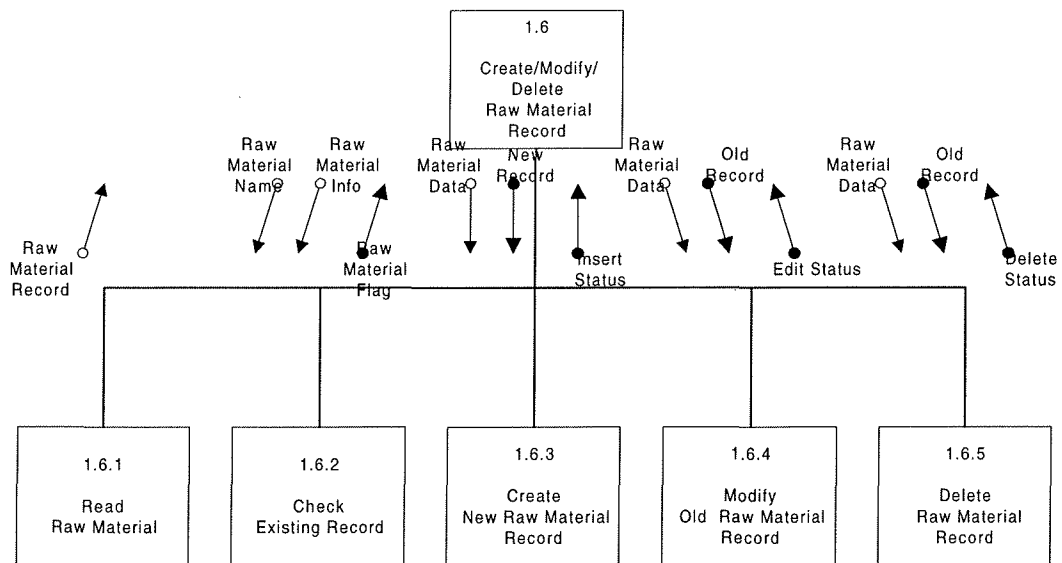 1.6
Create/Modify/
Delete
Raw Material
Record
Raw
Material
Name
Raw
Material
Info
Raw
Material
Data
New
Record
Raw
Material
Data
Old
Record
Raw
Material
Data
Old
Record
Raw
Material
Record
Raw
Material
Flag
Insert
Status
Edit Status
Delete
Status
1.6.1
Read
Raw Material
1.6.2
Check
Existing Record
1.6.3
Create
New Raw Material
Record
1.6.4
Modify
Old Raw Material
Record
1.6.5
Delete
Raw Material
Record